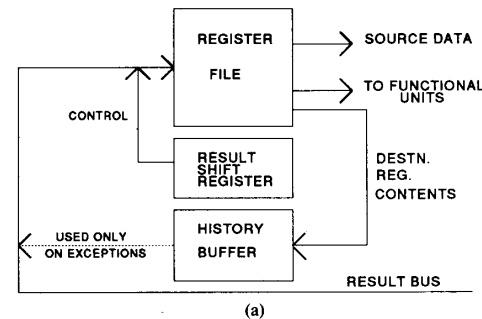 REGISTER
FILE
SOURCE DATA
TO FUNCTIONAL
UNITS
CONTROL
RESULT
SHIFT
REGISTER
DESTN.
REG.
CONTENTS
HISTORY
BUFFER
USED ONLY
ON EXCEPTIONS
RESULT BUS
(a)